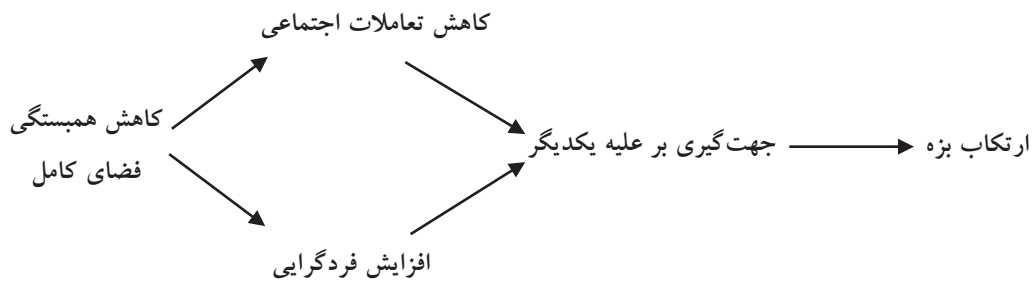 کاهش تعاملات اجتماعی
کاهش همبستگی
فضای کامل
جهت‌گیری بر علیه یکدیگر
ارتکاب بزه
افزایش فردگرایی